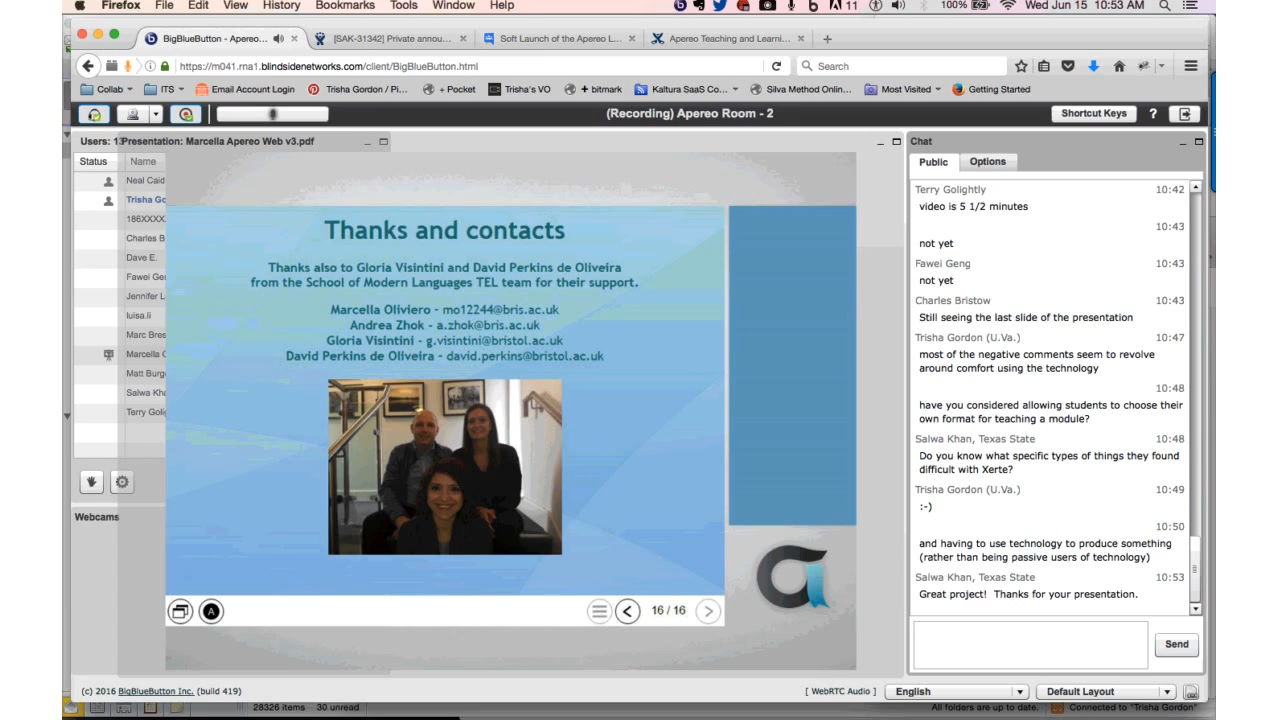 Firefox File Edit View History Bookmarks Tools Window Help
11 100% Wed Jun 15 10:53 AM
BigBlueButton - Apereo...
[SAK-31342] Private annou...
Soft Launch of the Apereo L...
Apereo Teaching and Learni...
https://m041.rna1.blindsidenetworks.com/client/BigBlueButton.html
Search
Collab
ITS
Email Account Login
Trisha Gordon / Pi...
+ Pocket
Trisha's VO
+ bitmark
Kaltura SaaS Co...
Silva Method Onlin...
Most Visited
Getting Started
(Recording) Apereo Room - 2
Shortcut Keys
?
Users: 1
Presentation: Marcella Apereo Web v3.pdf
Status Name
Neal Caid
Trisha Go
186XXXX
Charles B
Dave E.
Fawei Ge
Jennifer L
luisa.li
Marc Bres
Marcella
Matt Burg
Salwa Kh
Terry Goli
Webcams
Thanks and contacts
Thanks also to Gloria Visintini and David Perkins de Oliveira
from the School of Modern Languages TEL team for their support.
Marcella Oliviero - mo12244@bris.ac.uk
Andrea Zhok - a.zhok@bris.ac.uk
Gloria Visintini - g.visintini@bristol.ac.uk
David Perkins de Oliveira - david.perkins@bristol.ac.uk
A
16 / 16
Chat
Public Options
Terry Golightly 10:42
video is 5 1/2 minutes
10:43
not yet
Fawei Geng 10:43
not yet
Charles Bristow 10:43
Still seeing the last slide of the presentation
Trisha Gordon (U.Va.) 10:47
most of the negative comments seem to revolve
around comfort using the technology
10:48
have you considered allowing students to choose their
own format for teaching a module?
Salwa Khan, Texas State 10:48
Do you know what specific types of things they found
difficult with Xerte?
Trisha Gordon (U.Va.) 10:49
:-)
10:50
and having to use technology to produce something
(rather than being passive users of technology)
Salwa Khan, Texas State 10:53
Great project! Thanks for your presentation.
Send
(c) 2016 BigBlueButton Inc. (build 419)
[ WebRTC Audio ]
English
Default Layout
28326 items 30 unread
All folders are up to date.
Connected to "Trisha Gordon"